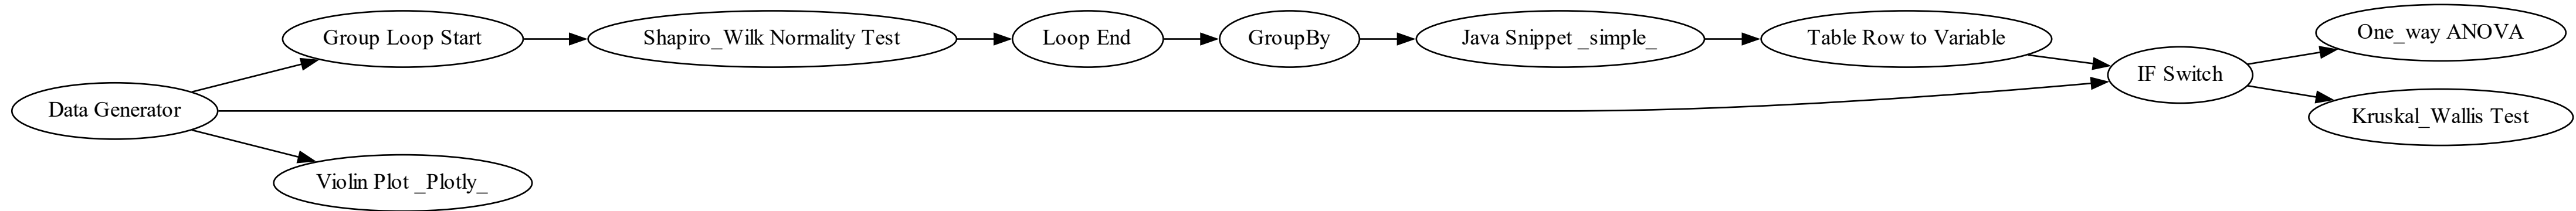 Data Generator
Group Loop Start
Shapiro_Wilk Normality Test
Loop End
GroupBy
Java Snippet _simple_
Table Row to Variable
IF Switch
One_way ANOVA
Kruskal_Wallis Test
Violin Plot _Plotly_